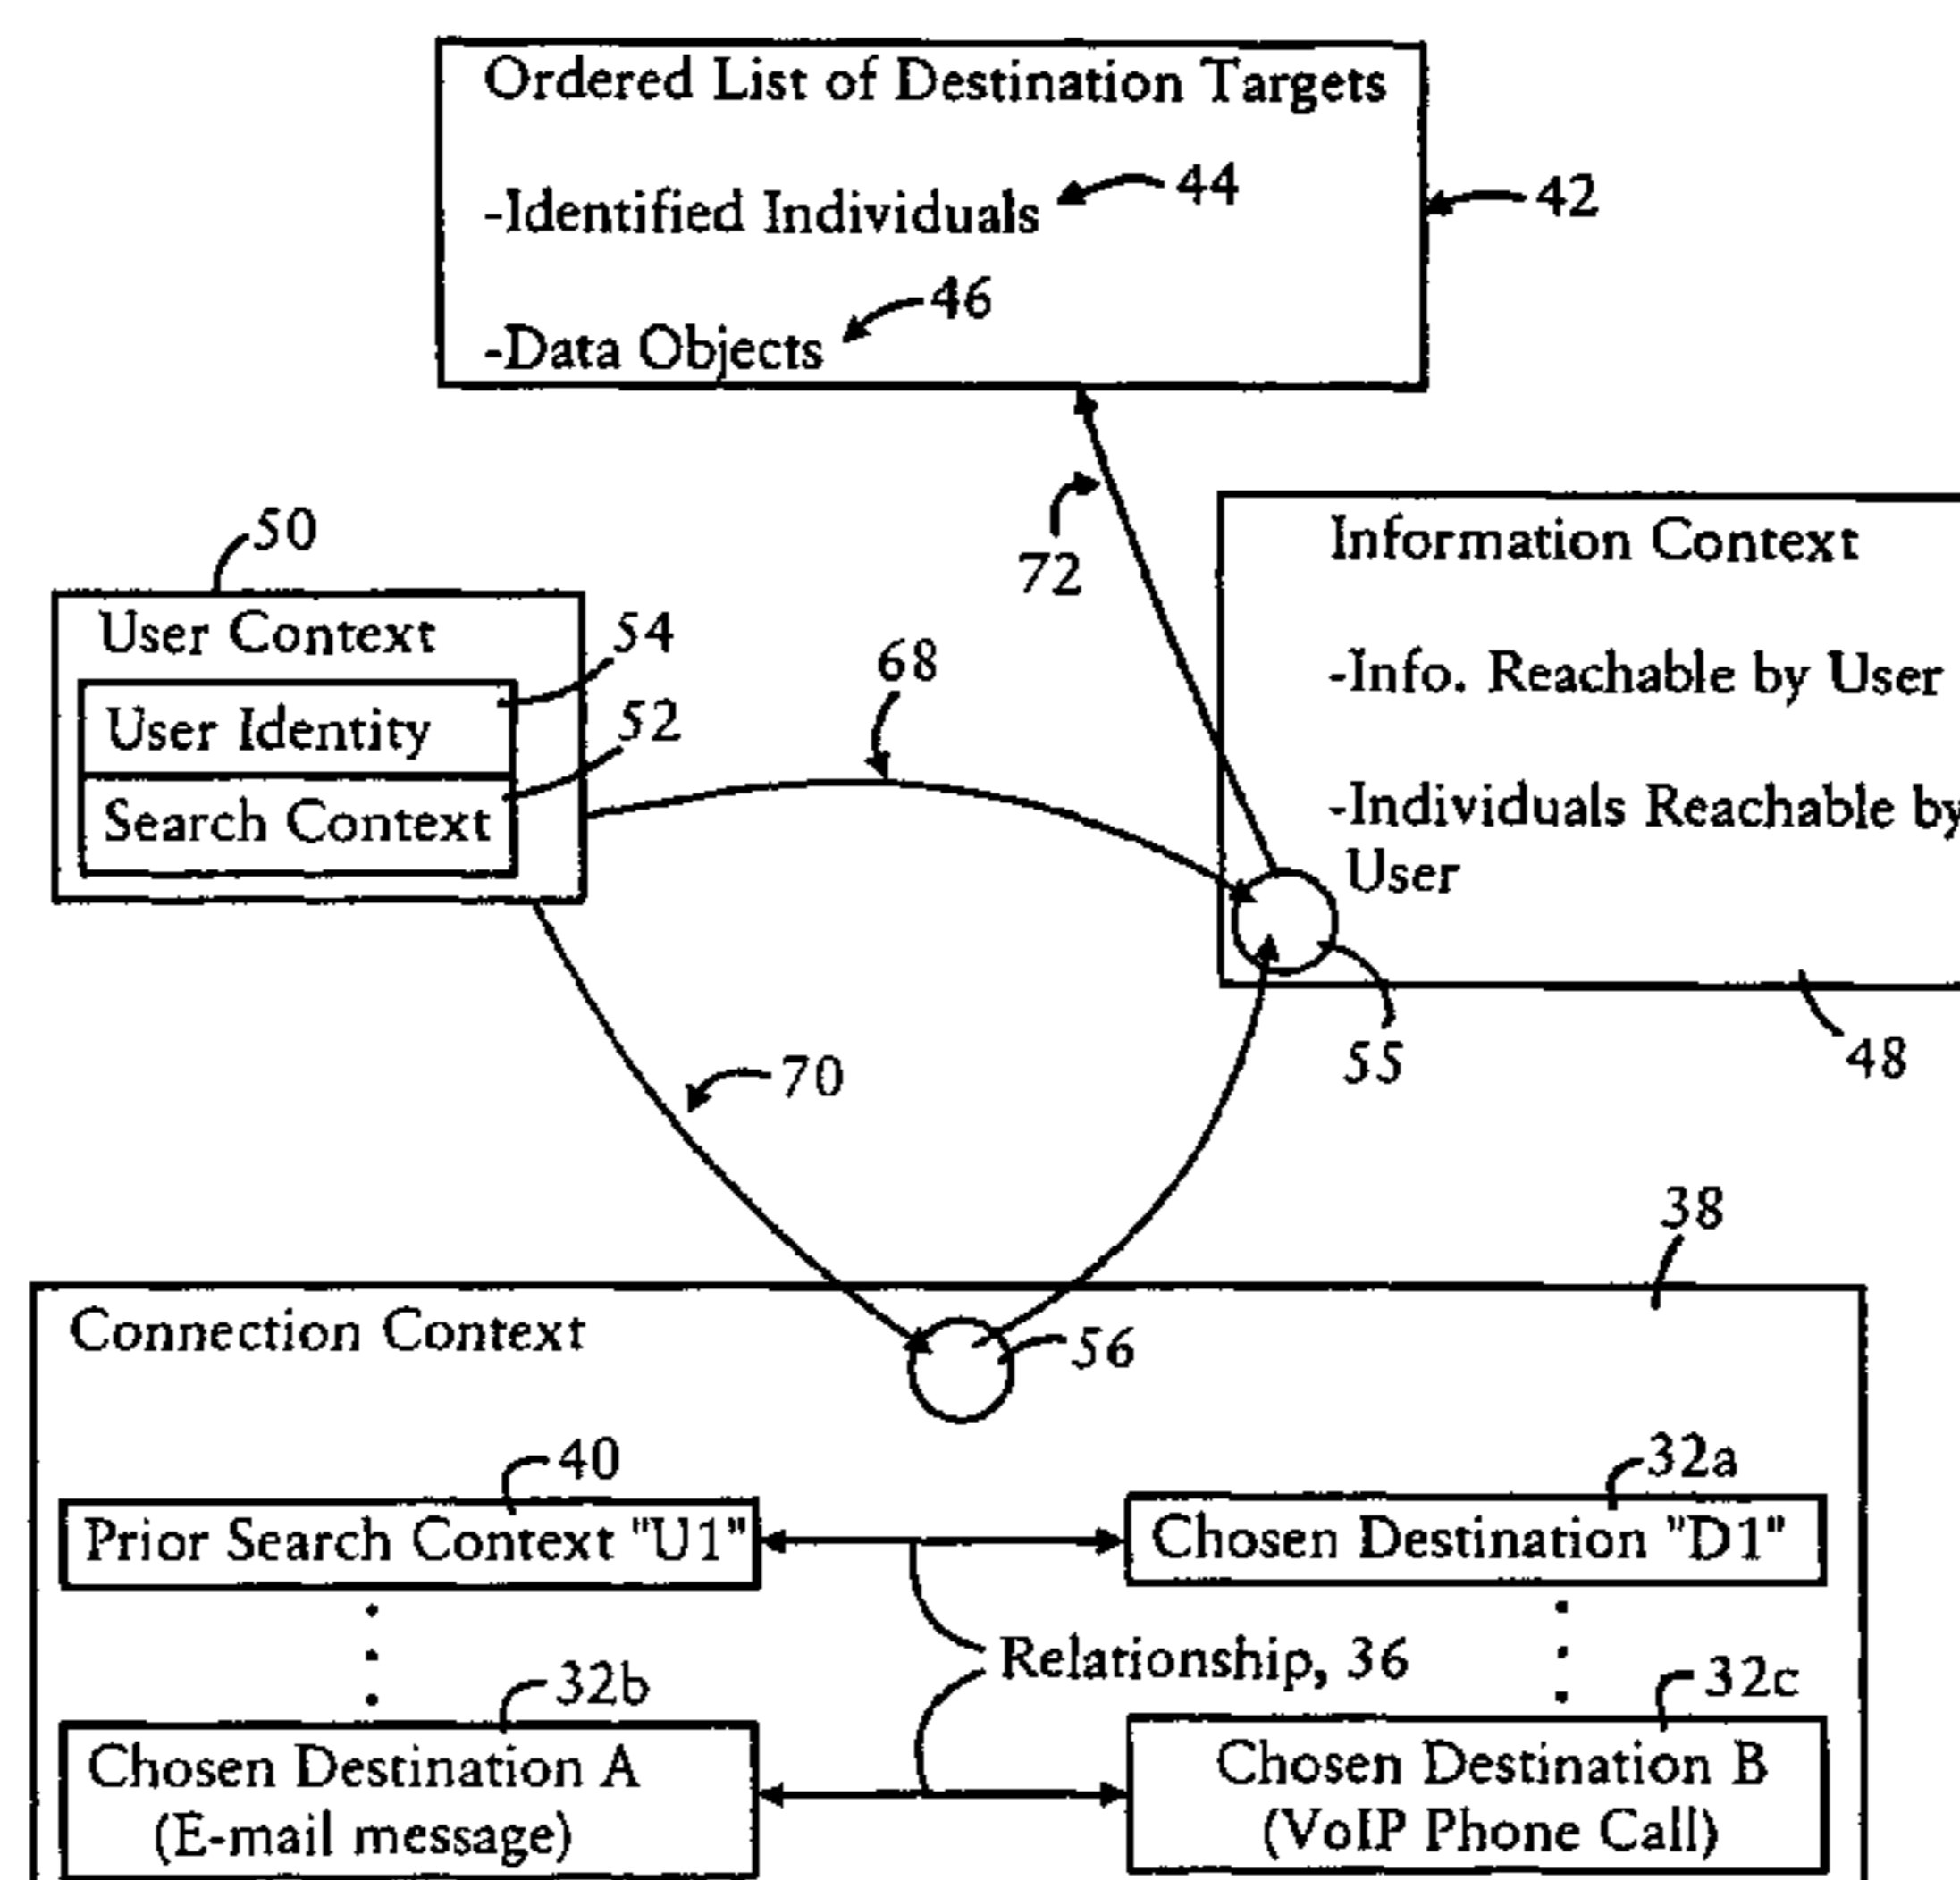 Ordered List of Destination Targets
-Identified Individuals
44
42
-Data Objects
46
50
User Context
54
User Identity
52
Search Context
68
72
Information Context
-Info. Reachable by User
-Individuals Reachable by
User
55
48
70
38
Connection Context
56
40
Prior Search Context "U1"
32a
Chosen Destination "D1"
Relationship, 36
32b
Chosen Destination A
(E-mail message)
32c
Chosen Destination B
(VoIP Phone Call)